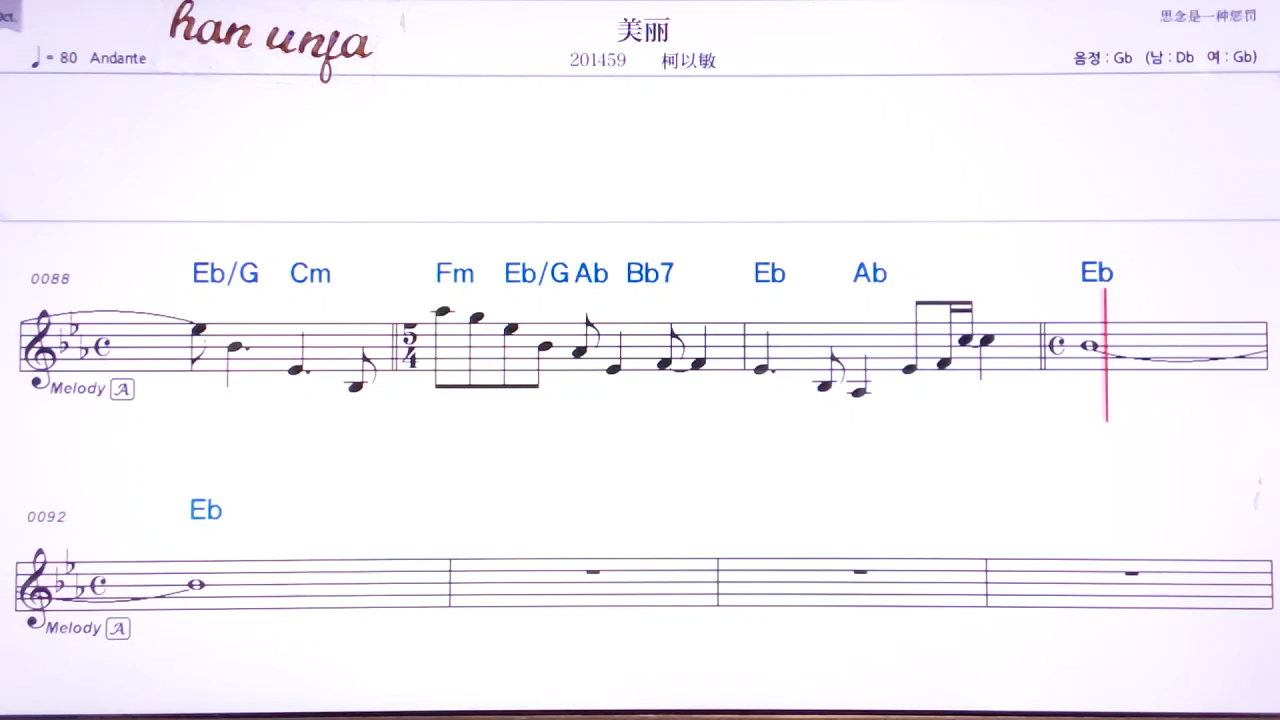 Oct.
han unja
美丽
思念是一种惩罚
♩= 80 Andante
201459 柯以敏
음정 : Gb (남 : Db 여 : Gb)
0088 Eb/G Cm Fm Eb/G Ab Bb7 Eb Ab Eb
5
4
Melody A
0092 Eb
Melody A